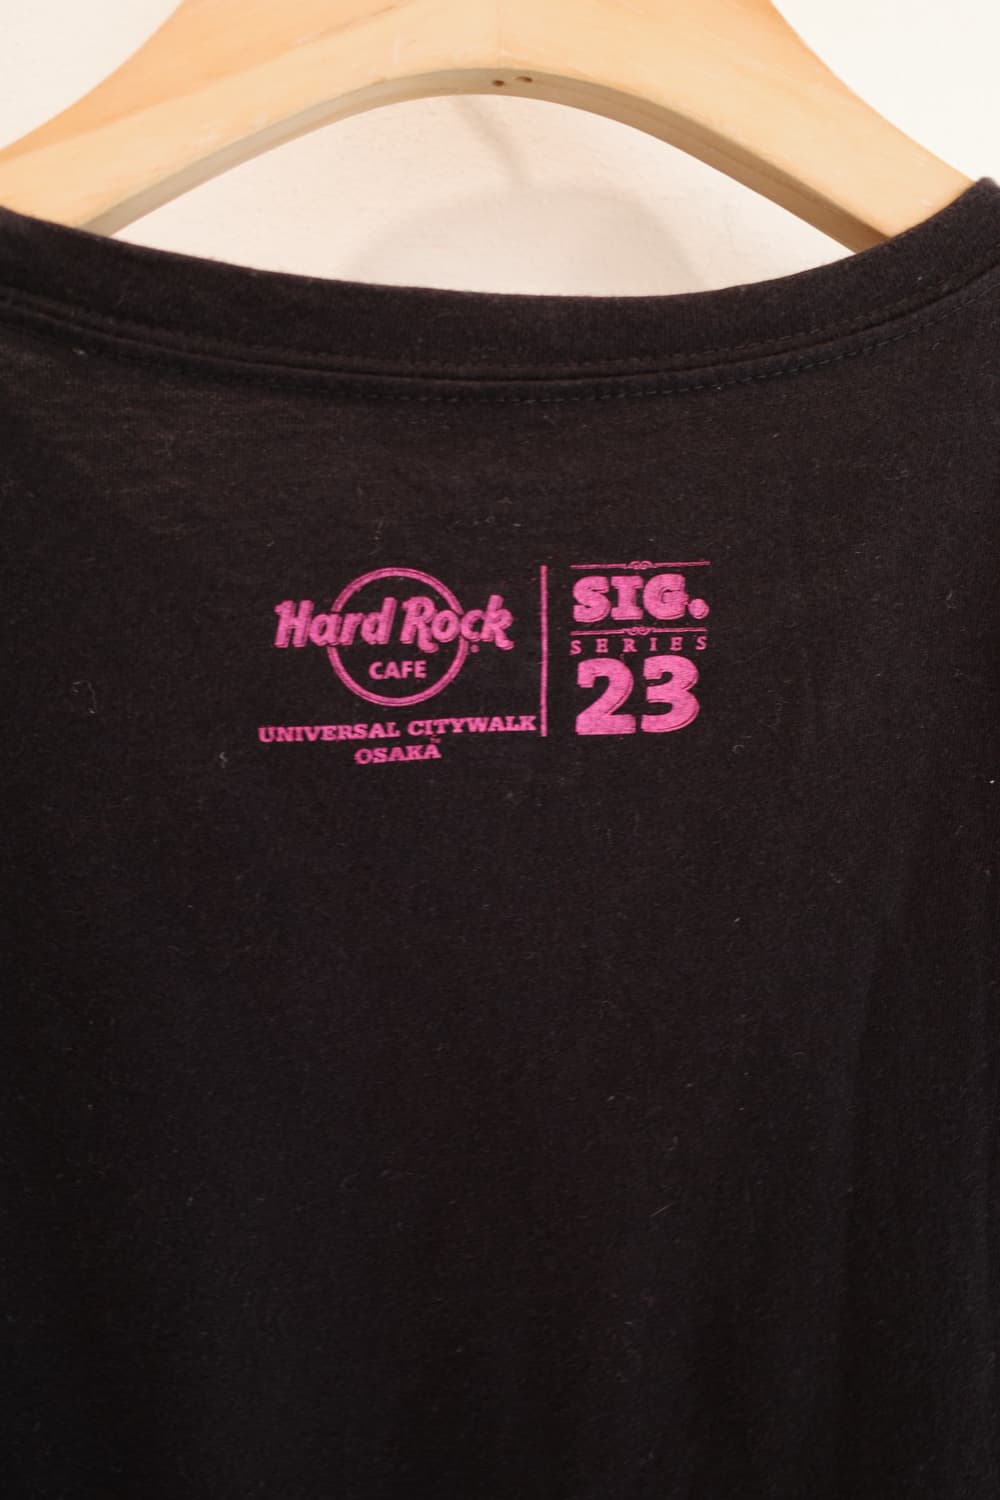 Hard Rock
CAFE
UNIVERSAL CITYWALK
OSAKA
SIG.
SERIES
23